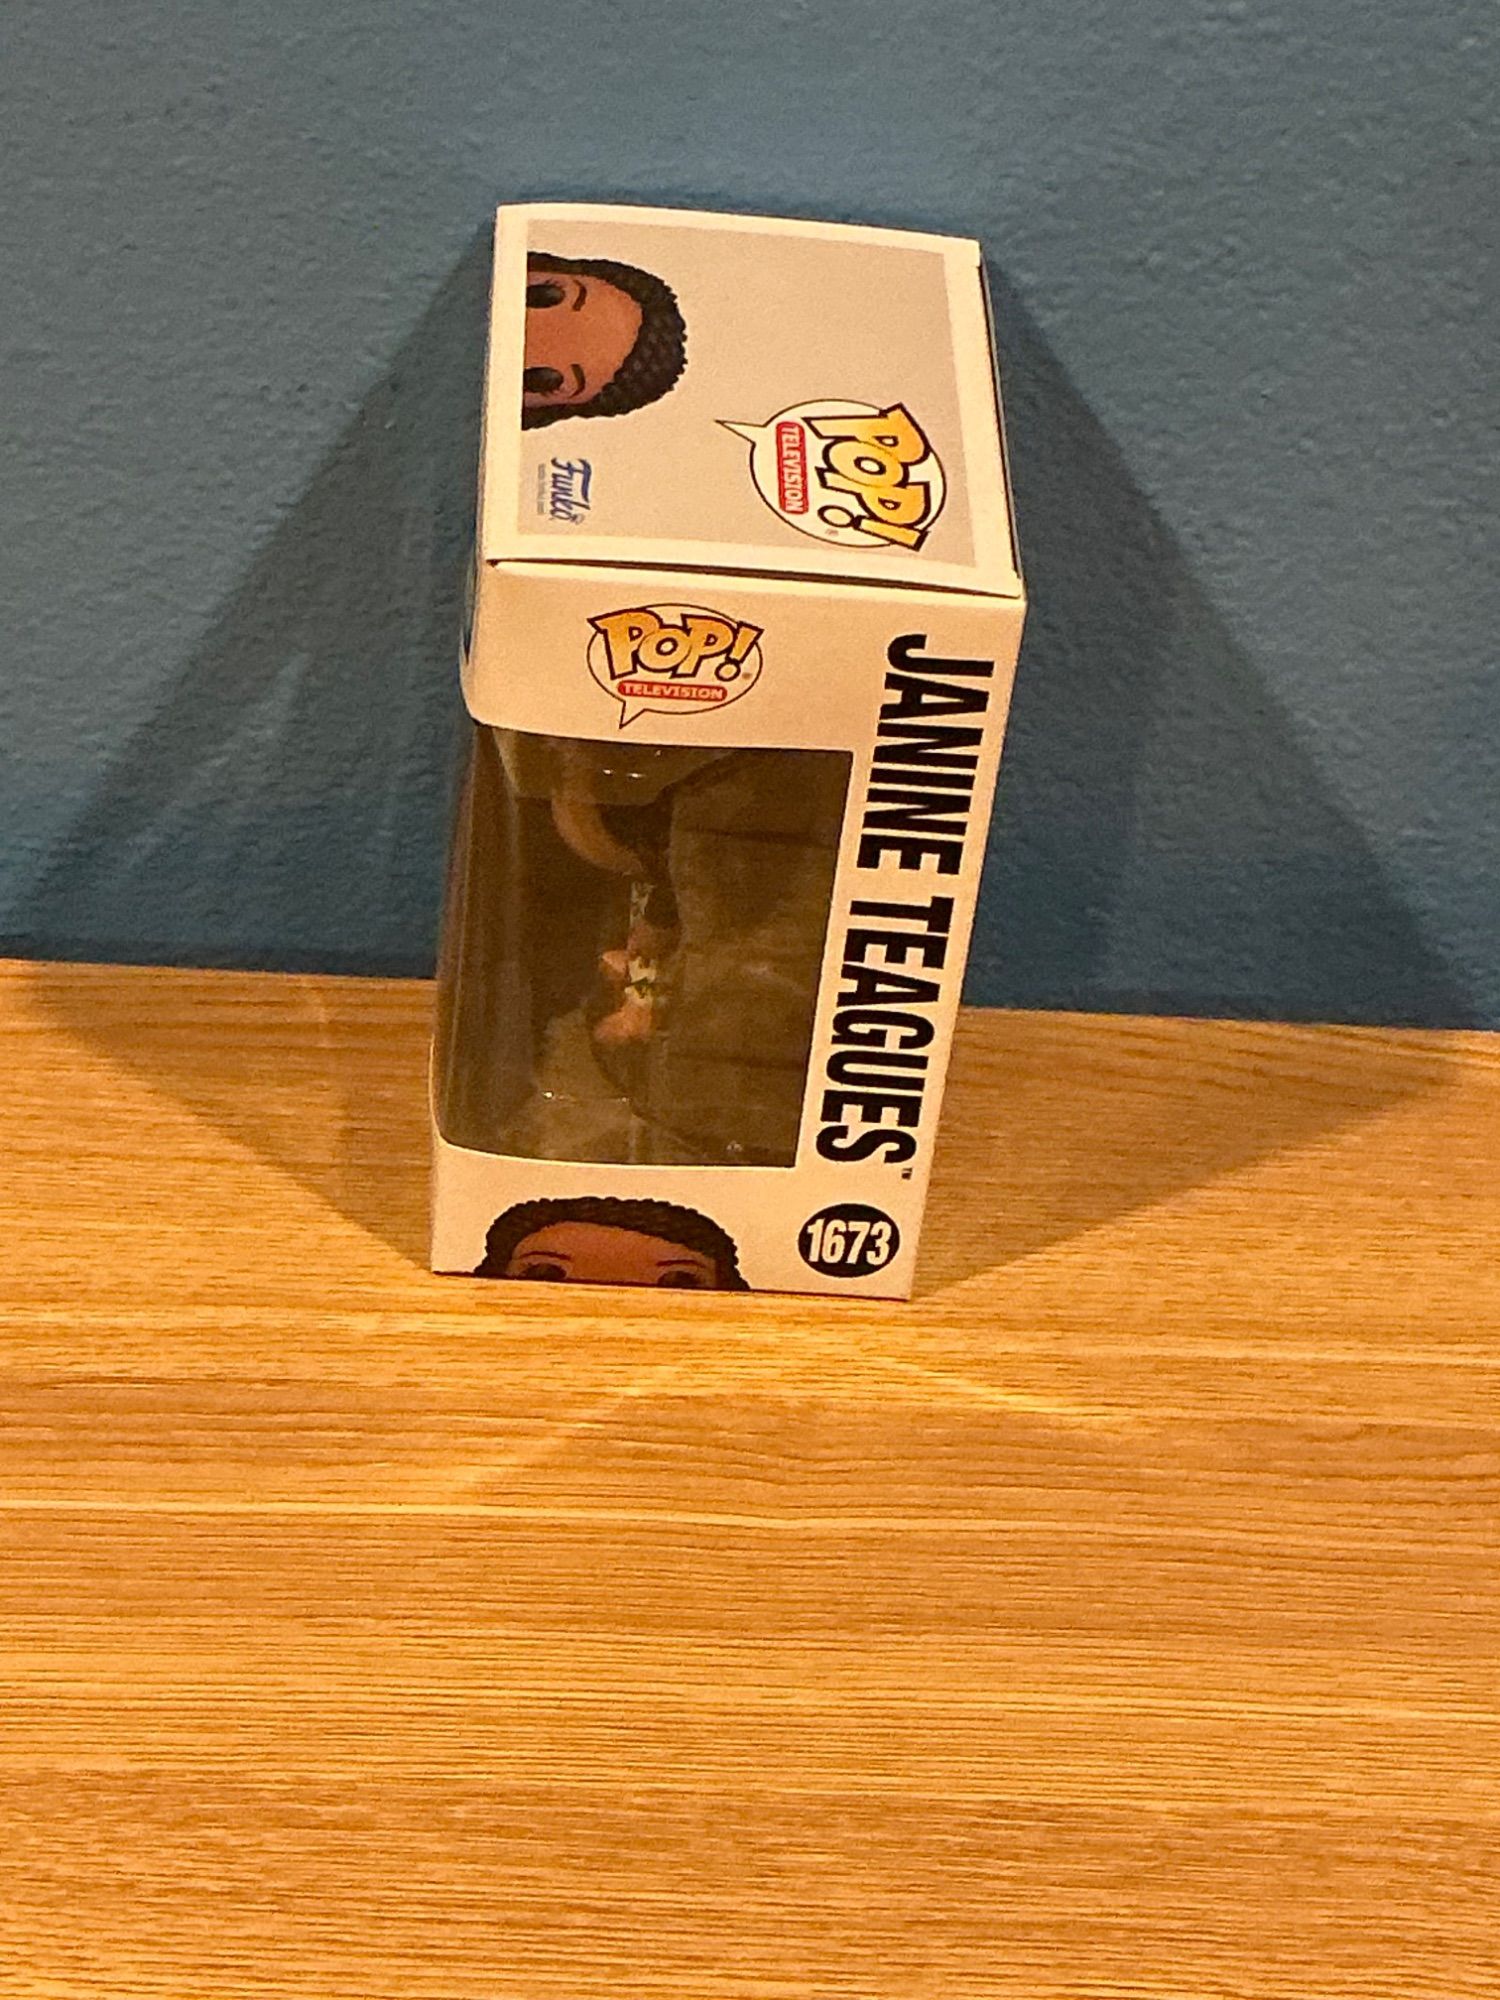 POP!
TELEVISION
Funko
POP!
TELEVISION
JANINE TEAGUES™
1673